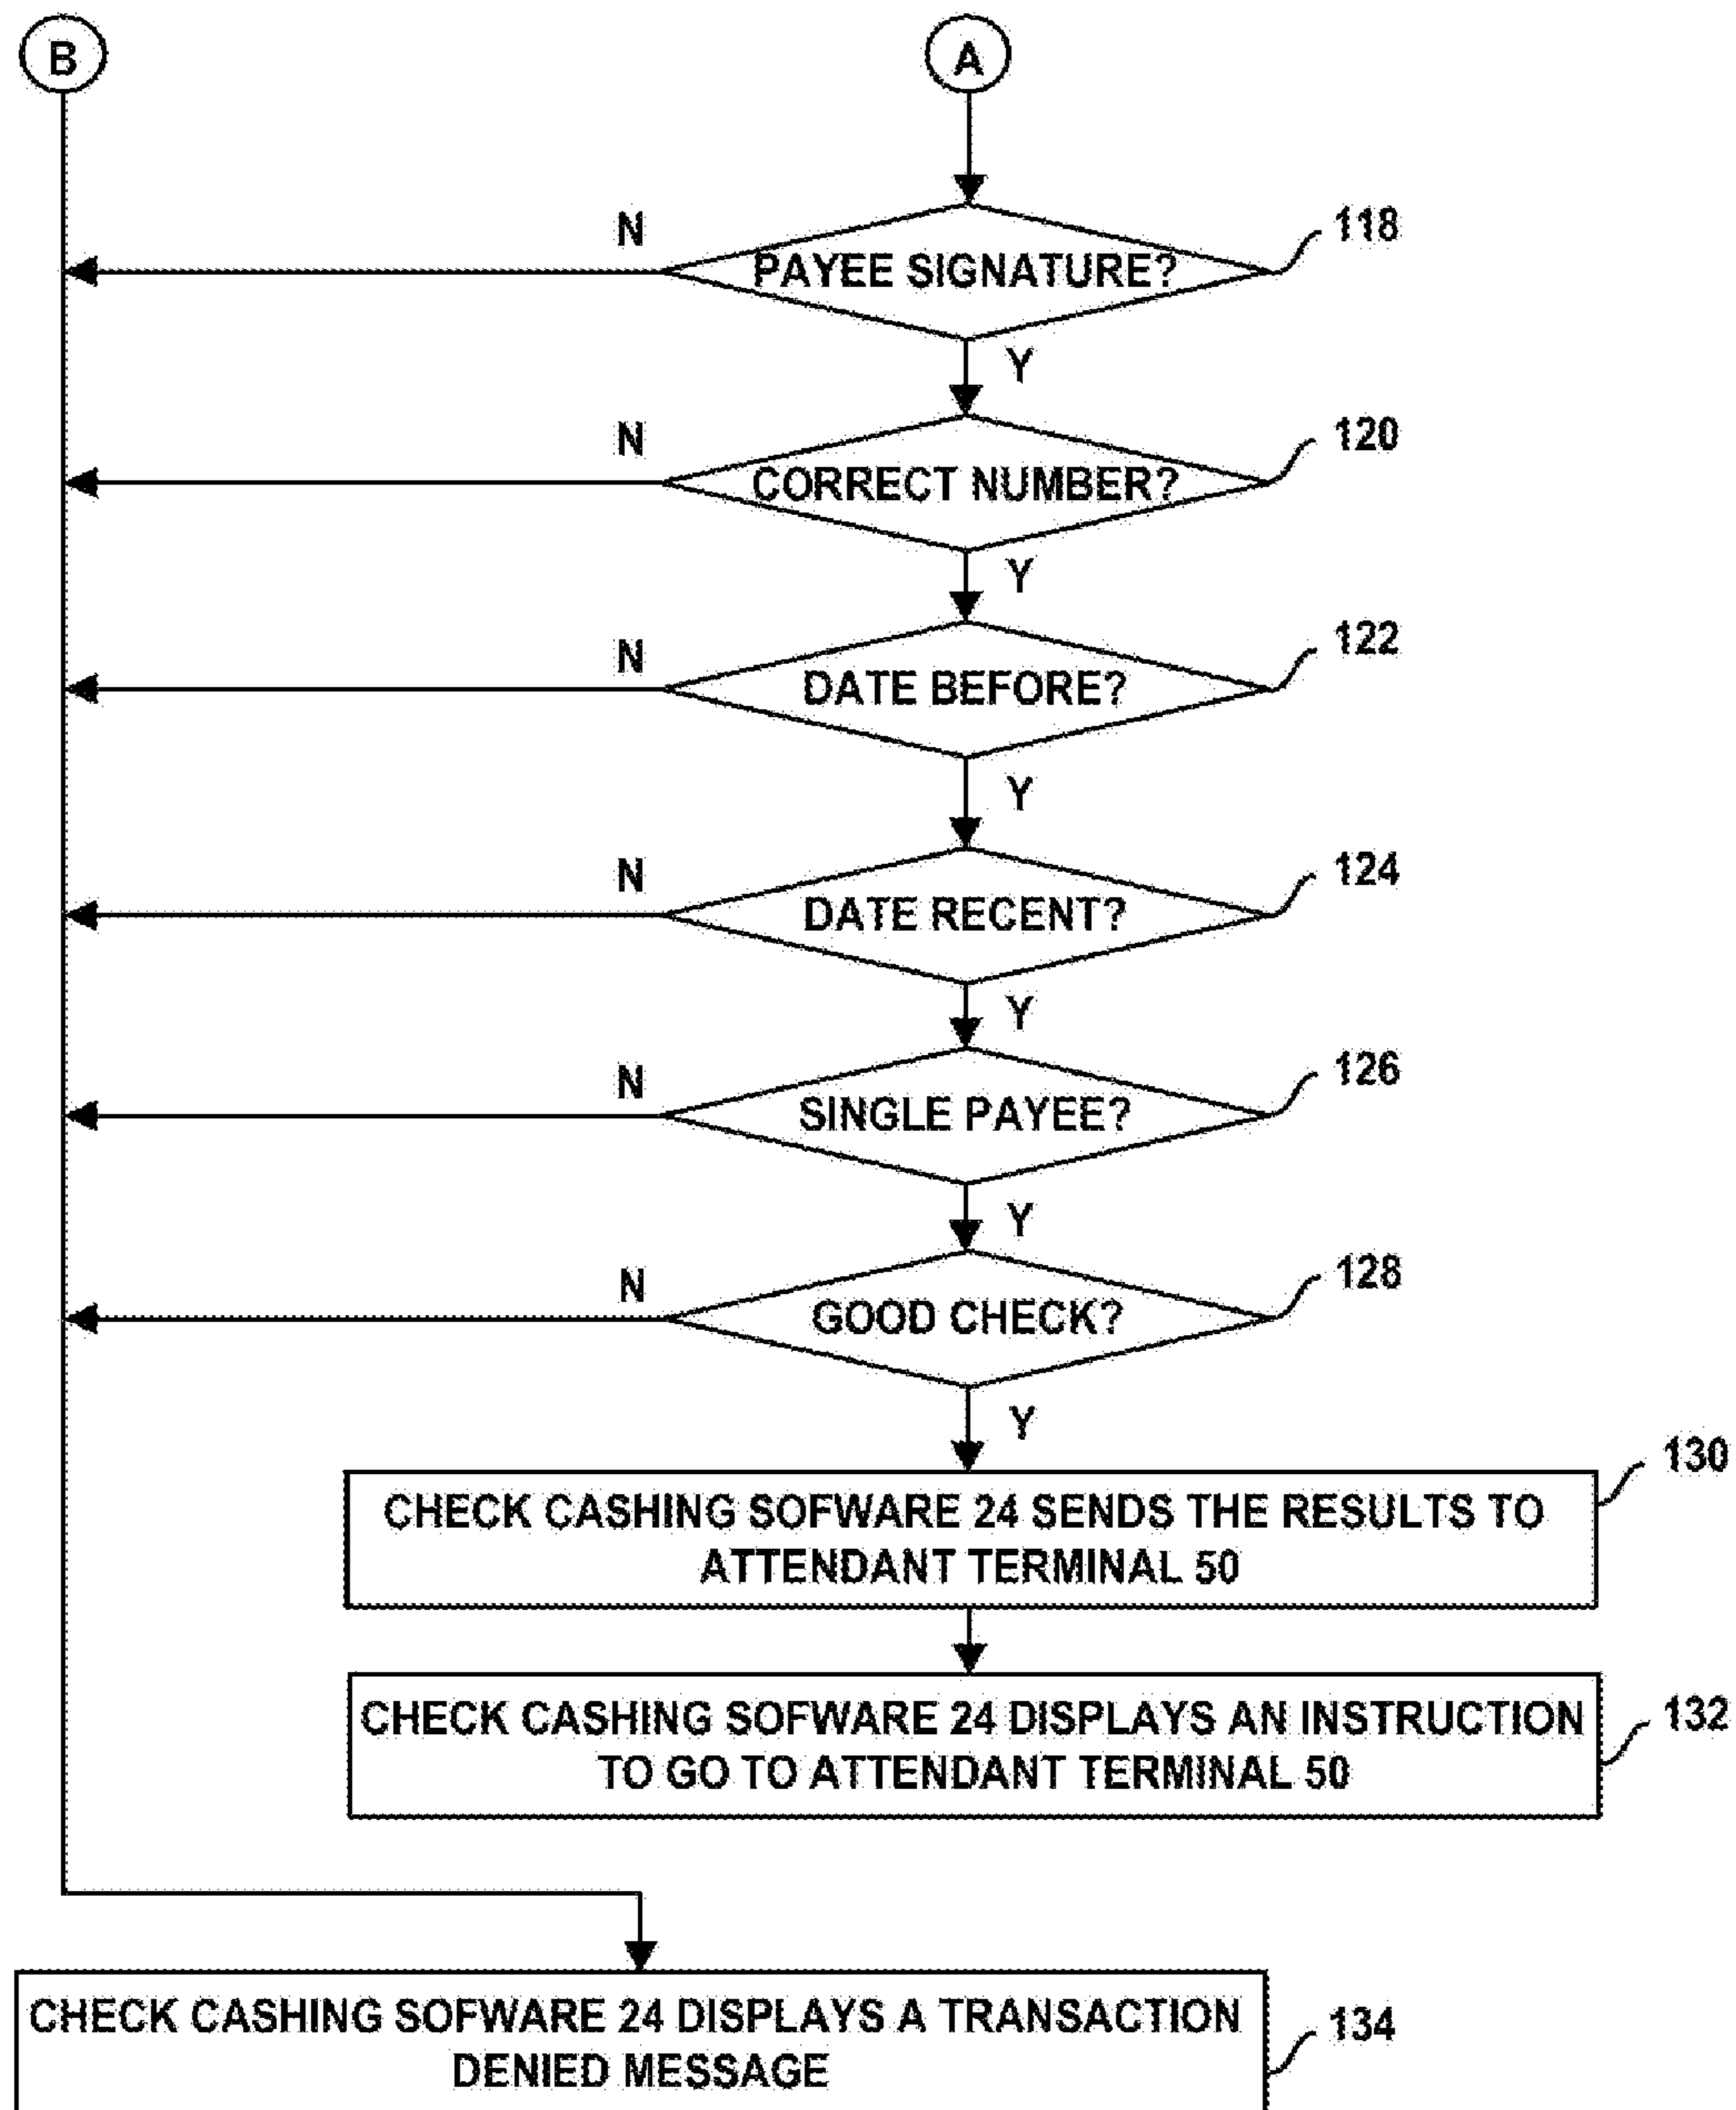 B
A
N
PAYEE SIGNATURE?
118
Y
N
CORRECT NUMBER?
120
Y
N
DATE BEFORE?
122
Y
N
DATE RECENT?
124
Y
N
SINGLE PAYEE?
126
Y
N
GOOD CHECK?
128
Y
130
CHECK CASHING SOFWARE 24 SENDS THE RESULTS TO
ATTENDANT TERMINAL 50
CHECK CASHING SOFWARE 24 DISPLAYS AN INSTRUCTION
TO GO TO ATTENDANT TERMINAL 50
132
CHECK CASHING SOFWARE 24 DISPLAYS A TRANSACTION
DENIED MESSAGE
134